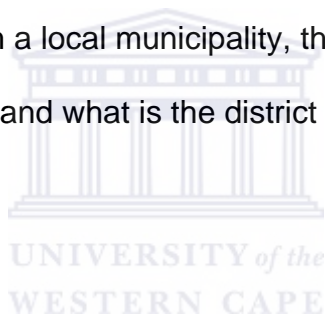 n a local municipality, th
and what is the district
UNIVERSITY of the
WESTERN CAPE